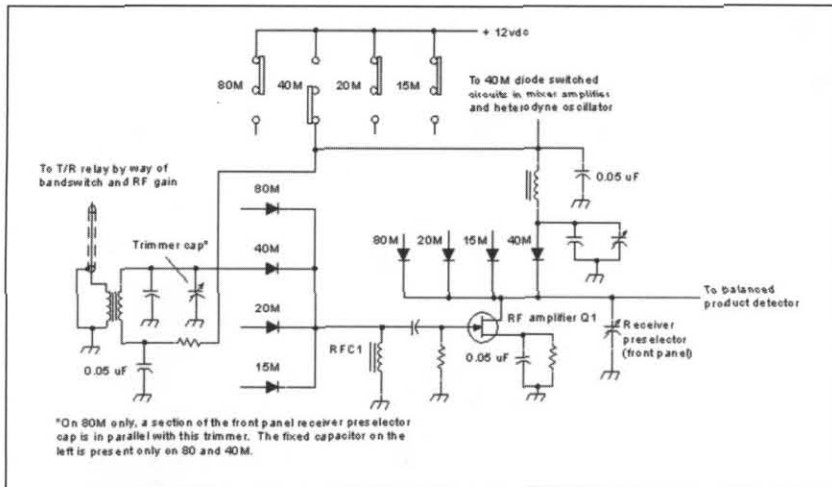 + 12vdc
80M
40M
20M
15M
To 40M diode switched
circuits in mixer amplifier
and heterodyne oscillator
To T/R relay by way of
bandswitch and RF gain
0.05 uF
80M
Trimmer cap*
80M
20M
15M
40M
40M
To balanced
product detector
20M
RF amplifier Q1
Receiver
preselector
(front panel)
RFC1
0.05 uF
0.05 uF
15M
*On 80M only, a section of the front panel receiver preselector
cap is in parallel with this trimmer. The fixed capacitor on the
left is present only on 80 and 40M.